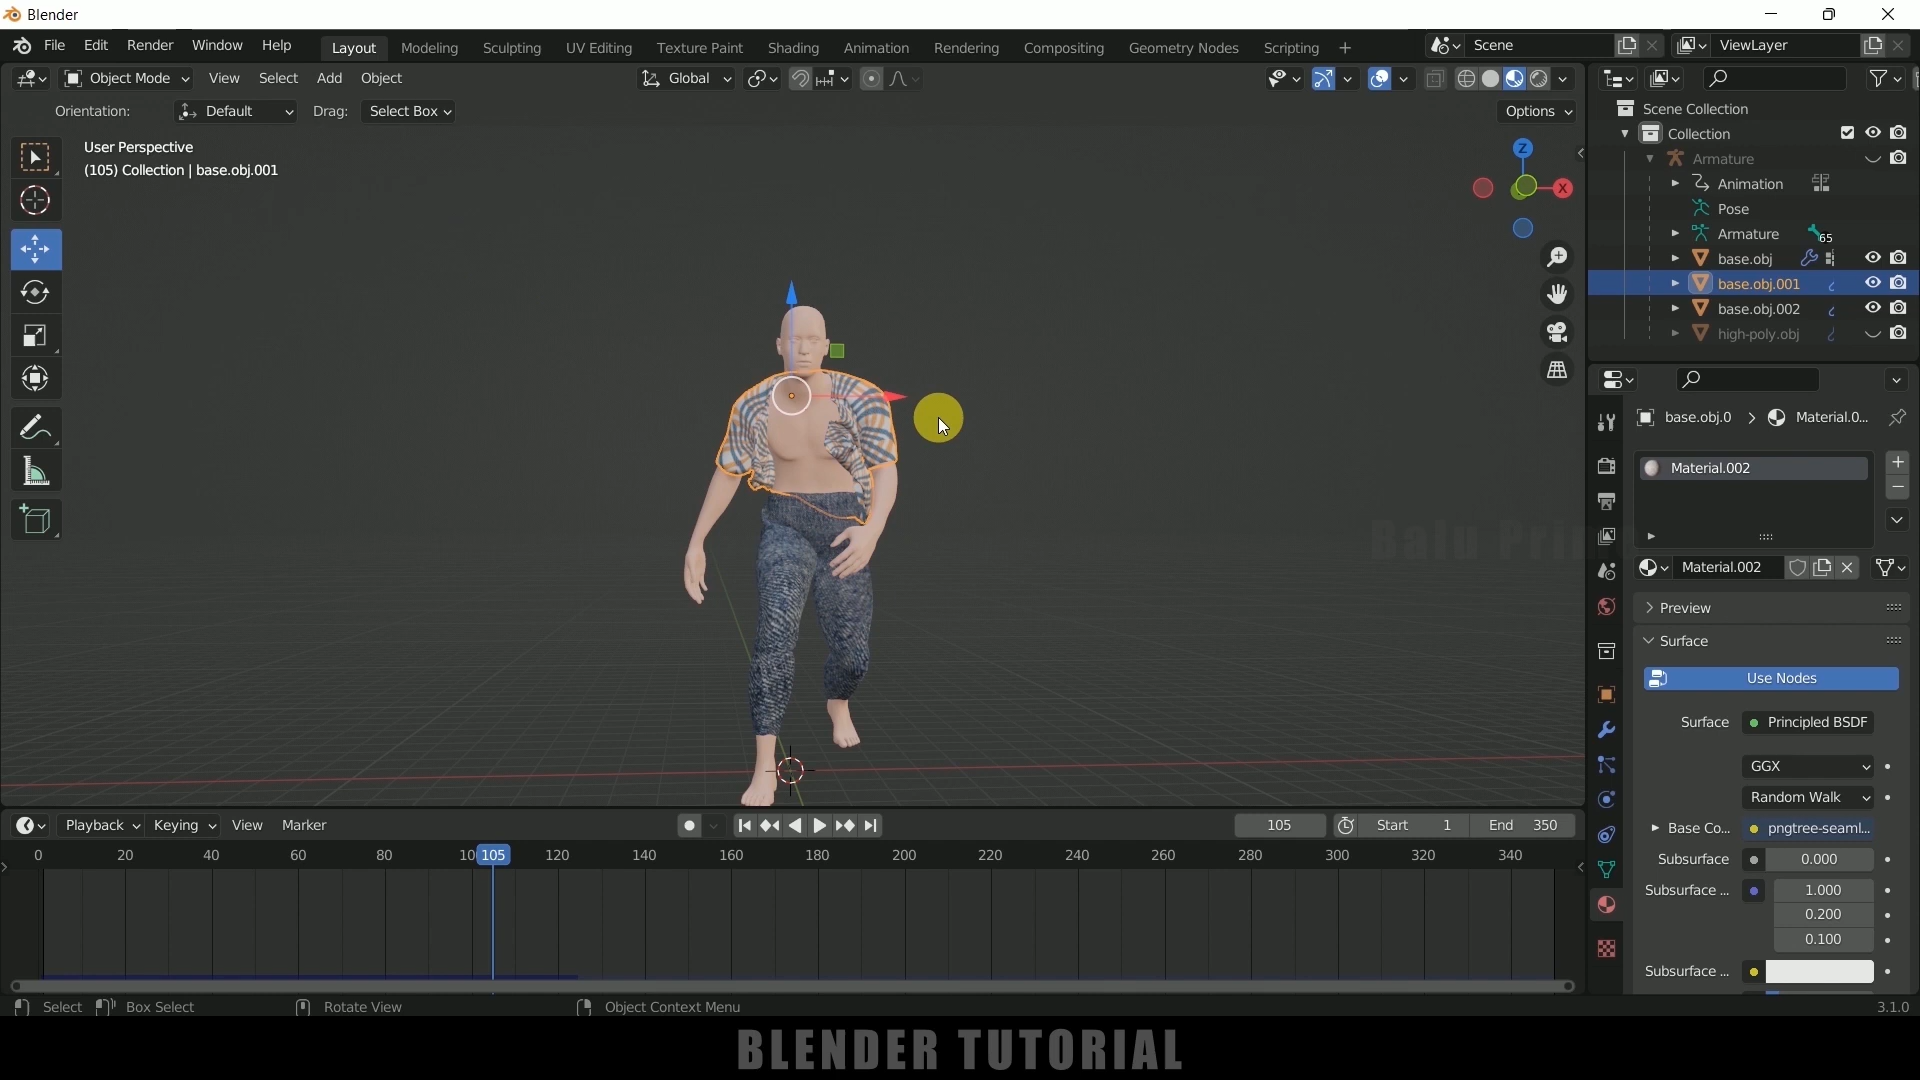 Blender
File Edit Render Window Help Layout Modeling Sculpting UV Editing Texture Paint Shading Animation Rendering Compositing Geometry Nodes Scripting + Scene ViewLayer
Object Mode View Select Add Object Global
Orientation: Default Drag: Select Box Options
User Perspective
(105) Collection | base.obj.001
Z
X
Scene Collection
Collection
Armature
Animation
Pose
Armature 65
base.obj
base.obj.001
base.obj.002
high-poly.obj
base.obj.0 > Material.0...
Material.002
Balu Prin
Material.002
Preview
Surface
Use Nodes
Surface Principled BSDF
GGX
Random Walk
Base Co... pngtree-seaml...
Subsurface 0.000
Subsurface ... 1.000
0.200
0.100
Subsurface ...
Playback Keying View Marker 105 Start 1 End 350
0 20 40 60 80 10 105 120 140 160 180 200 220 240 260 280 300 320 340
Select Box Select Rotate View Object Context Menu 3.1.0
BLENDER TUTORIAL